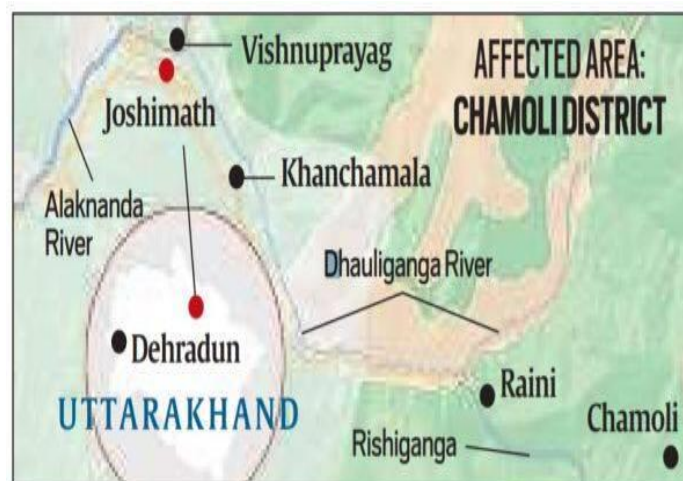 Vishnuprayag
AFFECTED AREA:
CHAMOLI DISTRICT
Joshimath
Khanchamala
Alaknanda
River
Dhauliganga River
Dehradun
UTTARAKHAND
Raini
Chamoli
Rishiganga